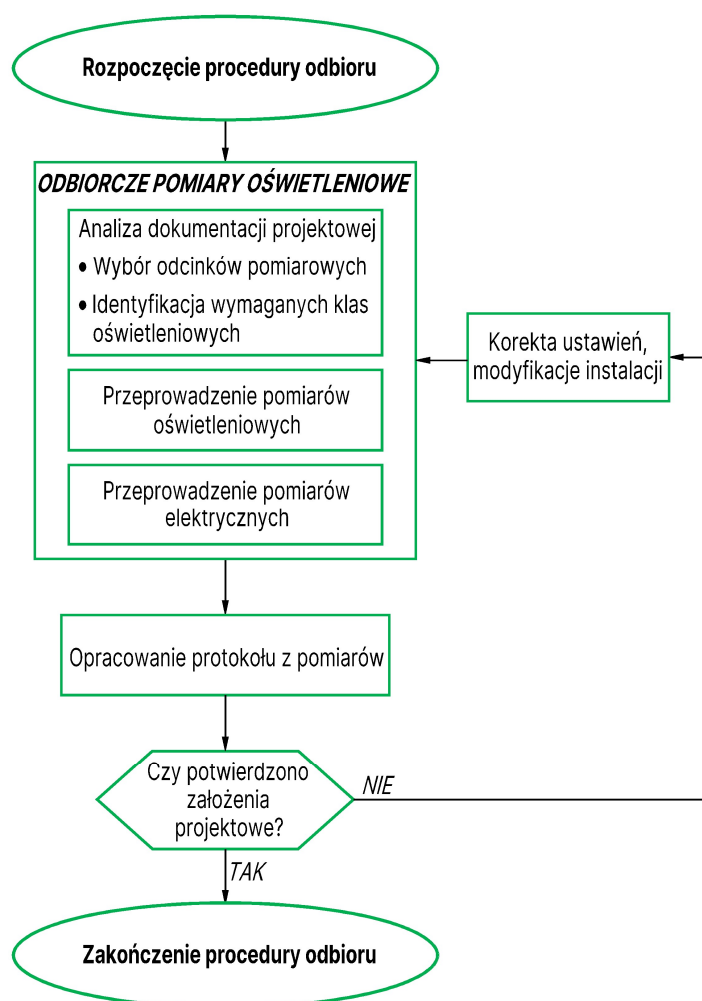 Rozpoczęcie procedury odbioru
ODBIORCZE POMIARY OŚWIETLENIOWE
Analiza dokumentacji projektowej
• Wybór odcinków pomiarowych
• Identyfikacja wymaganych klas
oświetleniowych
Przeprowadzenie pomiarów
oświetleniowych
Przeprowadzenie pomiarów
elektrycznych
Korekta ustawień,
modyfikacje instalacji
Opracowanie protokołu z pomiarów
Czy potwierdzono
założenia
projektowe?
NIE
TAK
Zakończenie procedury odbioru